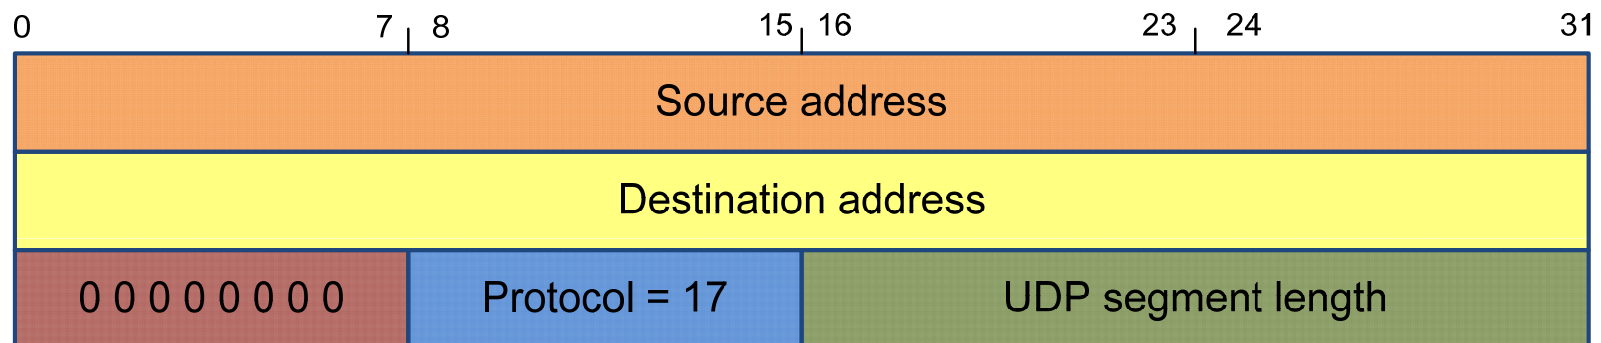 0 7 8 15 16 23 24 31
Source address
Destination address
0 0 0 0 0 0 0 0 Protocol = 17 UDP segment length